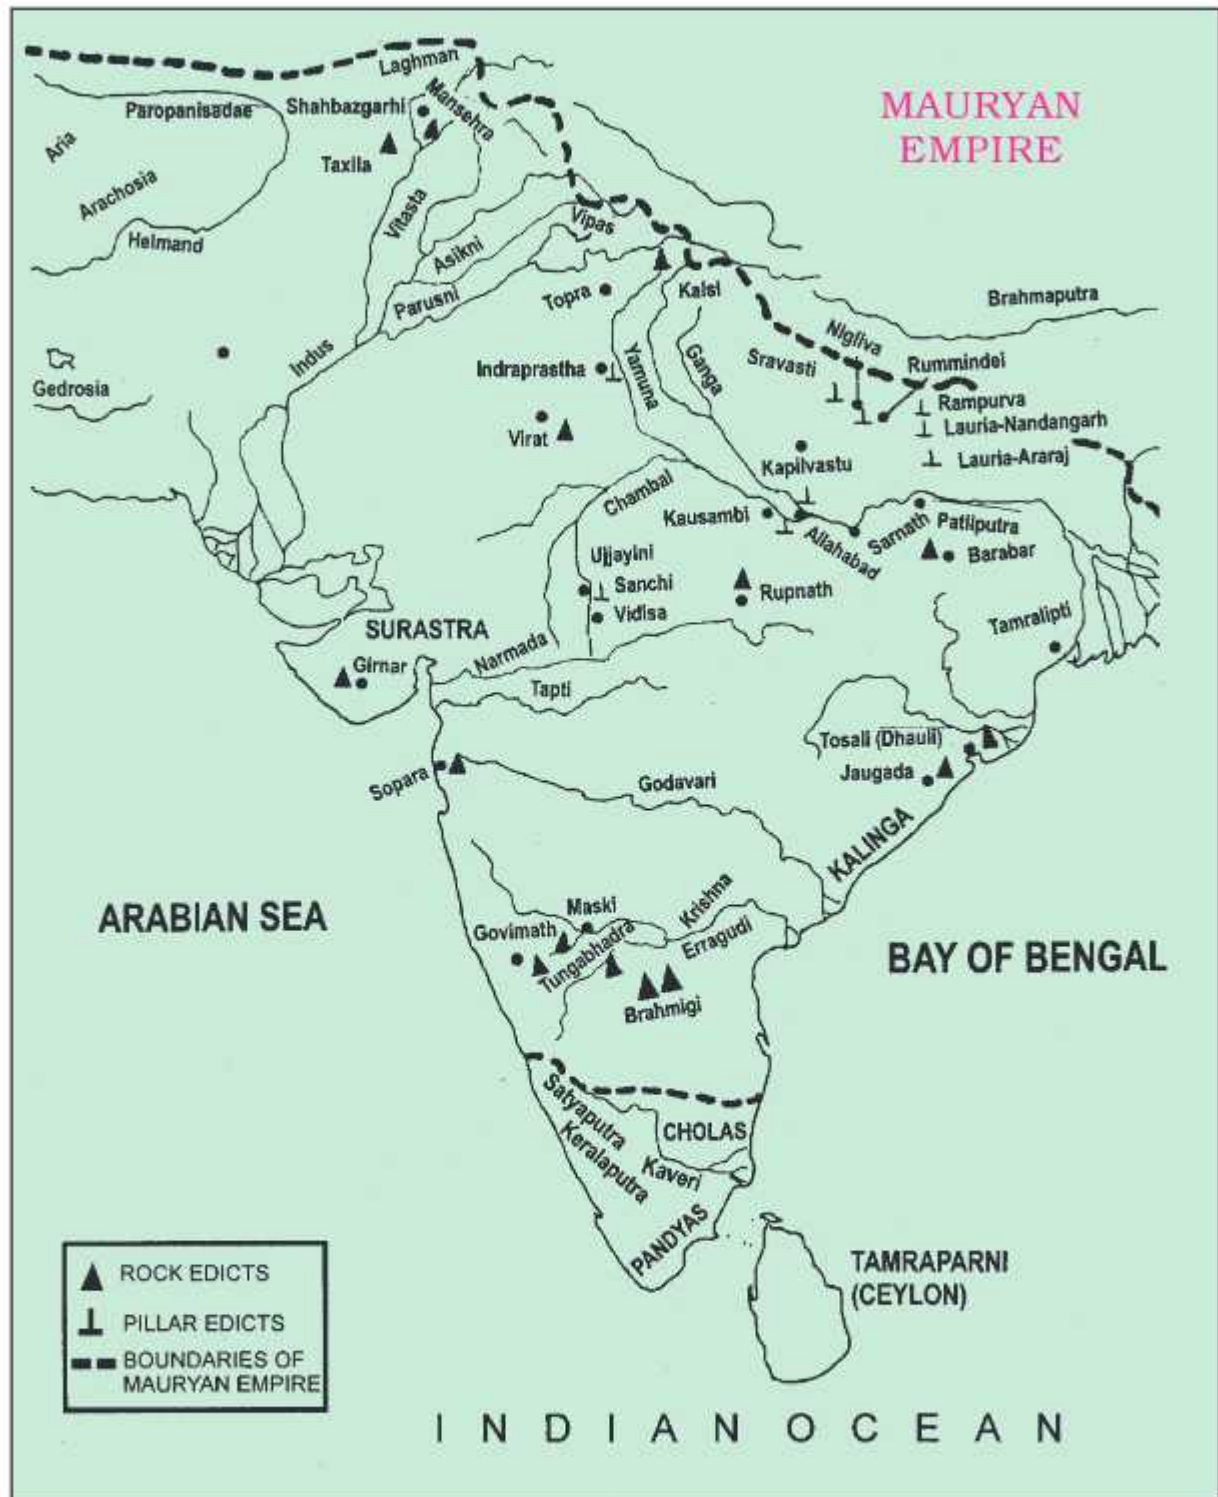 MAURYAN
EMPIRE
Laghman
Paropanisadae
Shahbazgarhi
Mansehra
Aria
Taxila
Arachosia
Vitasta
Helmand
Vipas
Asikni
Parusni
Topra
Kalsi
Brahmaputra
Indus
Nigliva
Gedrosia
Indraprastha
Yamuna
Ganga
Sravasti
Rummindei
Rampurva
Lauria-Nandangarh
Virat
Kapilvastu
Lauria-Araraj
Chambal
Kausambi
Allahabad
Sarnath
Patliputra
Barabar
Ujjayini
Sanchi
Rupnath
Vidisa
Tamralipti
SURASTRA
Narmada
Girnar
Tapti
Tosali (Dhauli)
Jaugada
Sopara
Godavari
KALINGA
ARABIAN SEA
Maski
Krishna
Govimath
Tungabhadra
Erragudi
BAY OF BENGAL
Brahmigi
Satyaputra
Keralaputra
CHOLAS
Kaveri
PANDYAS
TAMRAPARNI
(CEYLON)
ROCK EDICTS
PILLAR EDICTS
BOUNDARIES OF
MAURYAN EMPIRE
INDIAN OCEAN